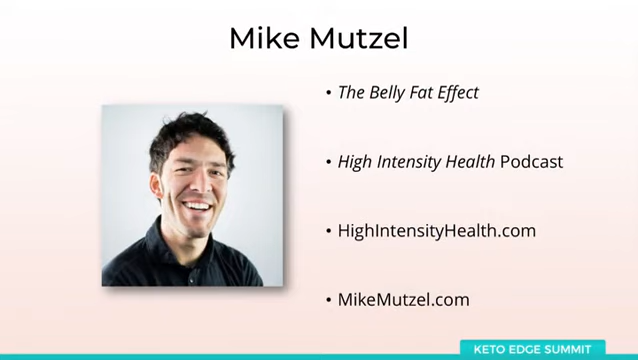 Mike Mutzel
• The Belly Fat Effect
• High Intensity Health Podcast
• HighIntensityHealth.com
• MikeMutzel.com
KETO EDGE SUMMIT